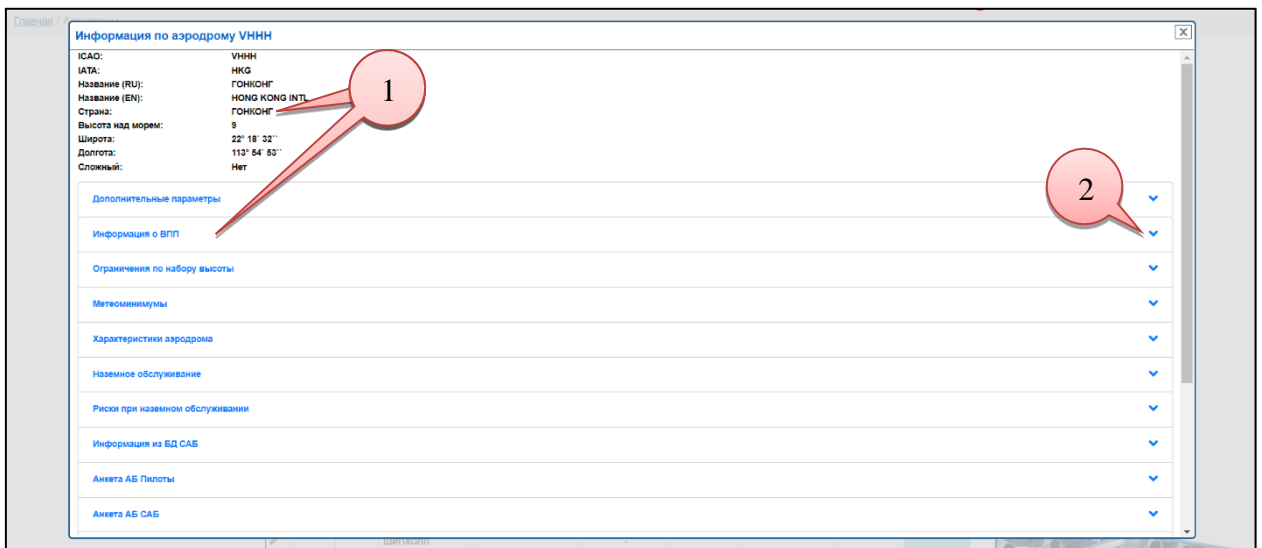 Главная /
Информация по аэродрому VHHH
X
ICAO: VHHH
IATA: HKG
Название (RU): ГОНКОНГ
Название (EN): HONG KONG INTL
Страна: ГОНКОНГ
Высота над морем: 9
Широта: 22° 18` 32``
Долгота: 113° 54` 53``
Сложный: Нет
1
2
Дополнительные параметры
Информация о ВПП
Ограничения по набору высоты
Метеоминимумы
Характеристики аэродрома
Наземное обслуживание
Риски при наземном обслуживании
Информация из БД САБ
Анкета АБ Пилоты
Анкета АБ САБ